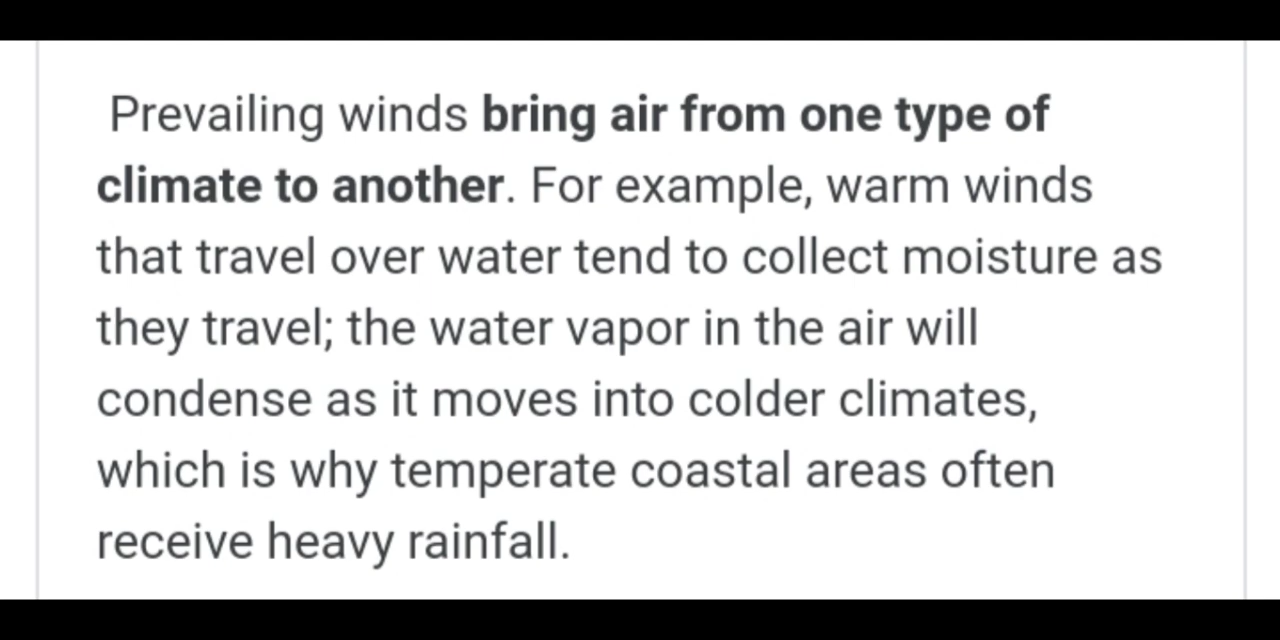 Prevailing winds bring air from one type of
climate to another. For example, warm winds
that travel over water tend to collect moisture as
they travel; the water vapor in the air will
condense as it moves into colder climates,
which is why temperate coastal areas often
receive heavy rainfall.